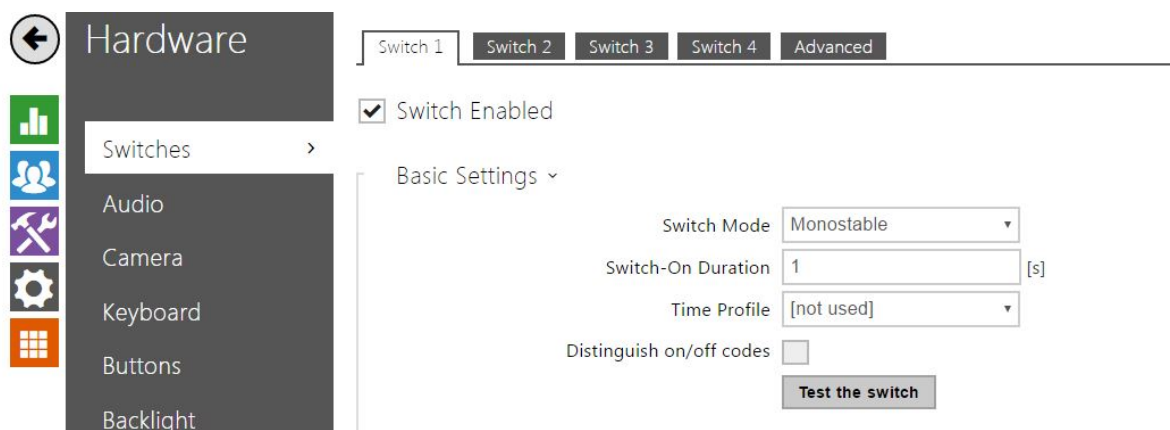 Hardware
Switches
Audio
Camera
Keyboard
Buttons
Backlight
Switch 1 Switch 2 Switch 3 Switch 4 Advanced
Switch Enabled
Basic Settings
Switch Mode Monostable
Switch-On Duration 1 [s]
Time Profile [not used]
Distinguish on/off codes
Test the switch